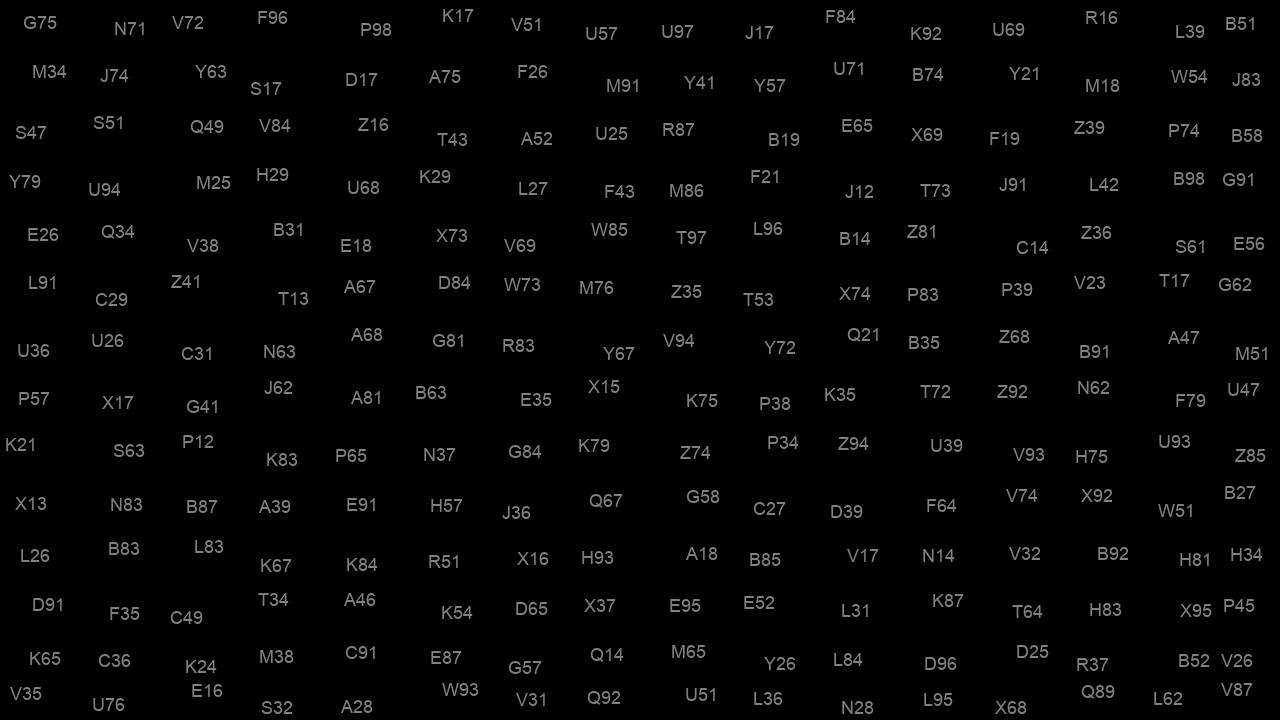 G75 N71 V72 F96 P98 K17 V51 U57 U97 J17 F84 K92 U69 R16 L39 B51
M34 J74 Y63 S17 D17 A75 F26 M91 Y41 Y57 U71 B74 Y21 M18 W54 J83
S47 S51 Q49 V84 Z16 T43 A52 U25 R87 B19 E65 X69 F19 Z39 P74 B58
Y79 U94 M25 H29 U68 K29 L27 F43 M86 F21 J12 T73 J91 L42 B98 G91
E26 Q34 V38 B31 E18 X73 V69 W85 T97 L96 B14 Z81 C14 Z36 S61 E56
L91 C29 Z41 T13 A67 D84 W73 M76 Z35 T53 X74 P83 P39 V23 T17 G62
U36 U26 C31 N63 A68 G81 R83 Y67 V94 Y72 Q21 B35 Z68 B91 A47 M51
P57 X17 G41 J62 A81 B63 E35 X15 K75 P38 K35 T72 Z92 N62 F79 U47
K21 S63 P12 K83 P65 N37 G84 K79 Z74 P34 Z94 U39 V93 H75 U93 Z85
X13 N83 B87 A39 E91 H57 J36 Q67 G58 C27 D39 F64 V74 X92 W51 B27
L26 B83 L83 K67 K84 R51 X16 H93 A18 B85 V17 N14 V32 B92 H81 H34
D91 F35 C49 T34 A46 K54 D65 X37 E95 E52 L31 K87 T64 H83 X95 P45
K65 C36 K24 M38 C91 E87 G57 Q14 M65 Y26 L84 D96 D25 R37 B52 V26
V35 U76 E16 S32 A28 W93 V31 Q92 U51 L36 N28 L95 X68 Q89 L62 V87